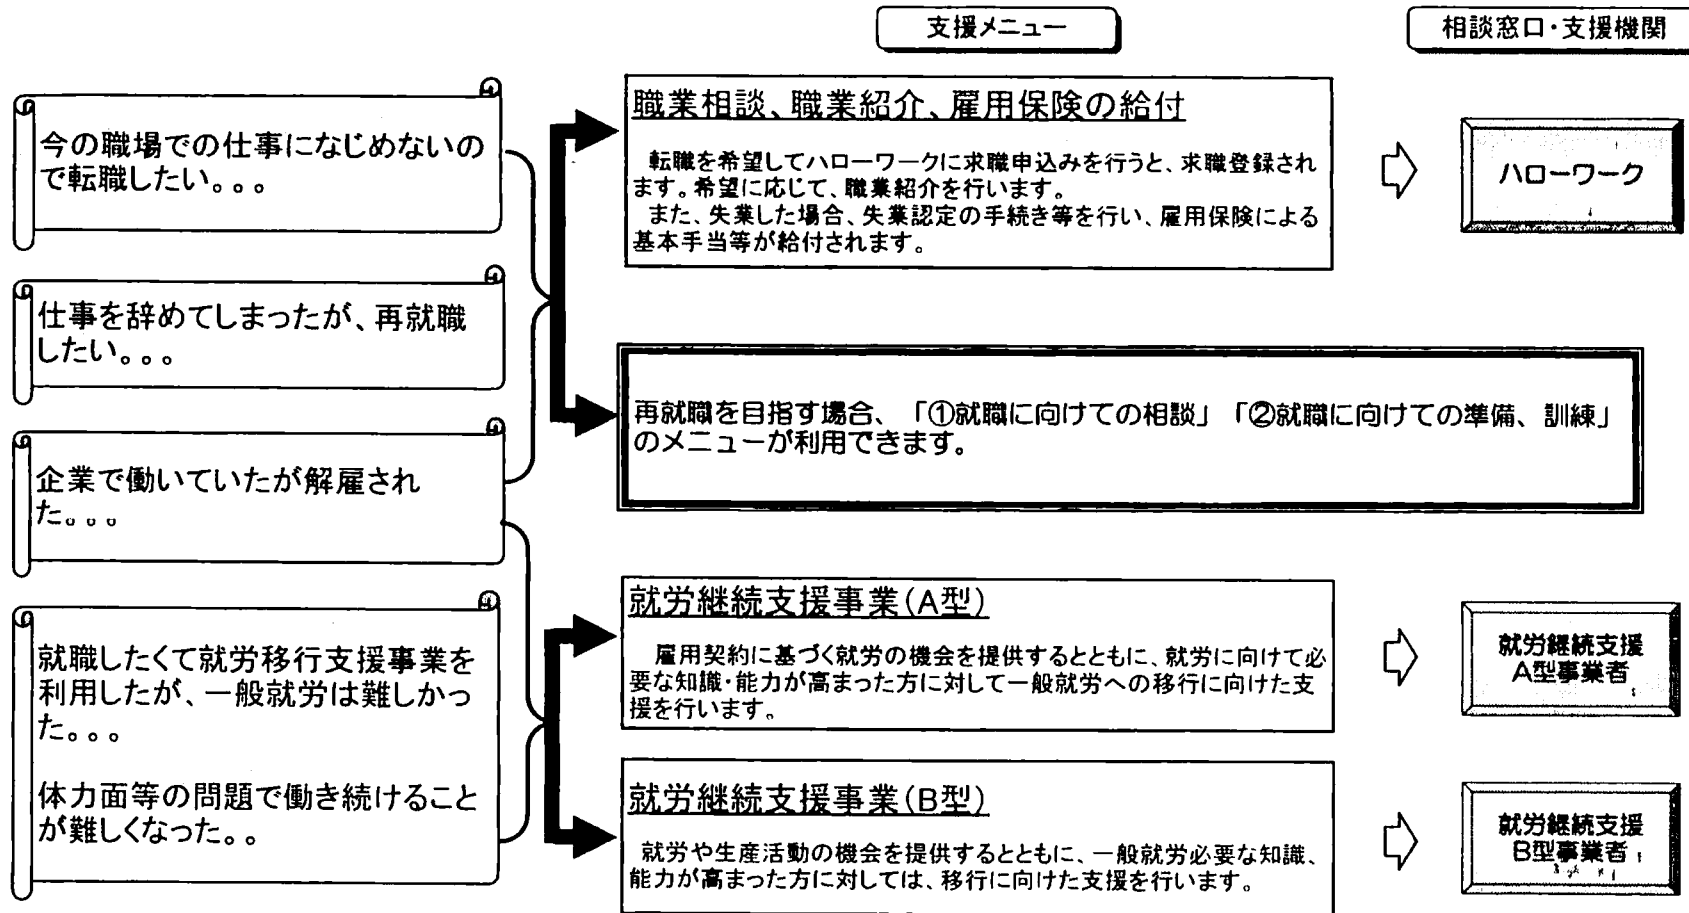 支援メニュー
相談窓口・支援機関
今の職場での仕事になじめないの
で転職したい。。。
仕事を辞めてしまったが、再就職
したい。。。
企業で働いていたが解雇され
た。。。
就職したくて就労移行支援事業を
利用したが、一般就労は難しかっ
た。。。
体力面等の問題で働き続けること
が難しくなった。。
職業相談、職業紹介、雇用保険の給付
転職を希望してハローワークに求職申込みを行うと、求職登録され
ます。希望に応じて、職業紹介を行います。
また、失業した場合、失業認定の手続き等を行い、雇用保険による
基本手当等が給付されます。
ハローワーク
再就職を目指す場合、「①就職に向けての相談」「②就職に向けての準備、訓練」
のメニューが利用できます。
就労継続支援事業(A型)
雇用契約に基づく就労の機会を提供するとともに、就労に向けて必
要な知識・能力が高まった方に対して一般就労への移行に向けた支
援を行います。
就労継続支援
A型事業者
就労継続支援事業(B型)
就労や生産活動の機会を提供するとともに、一般就労必要な知識、
能力が高まった方に対しては、移行に向けた支援を行います。
就労継続支援
B型事業者